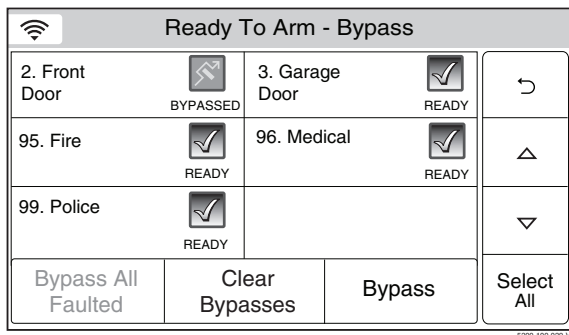 Ready To Arm - Bypass
2. Front
Door
BYPASSED
3. Garage
Door
READY
95. Fire
READY
96. Medical
READY
99. Police
READY
Bypass All
Faulted
Clear
Bypasses
Bypass
Select
All